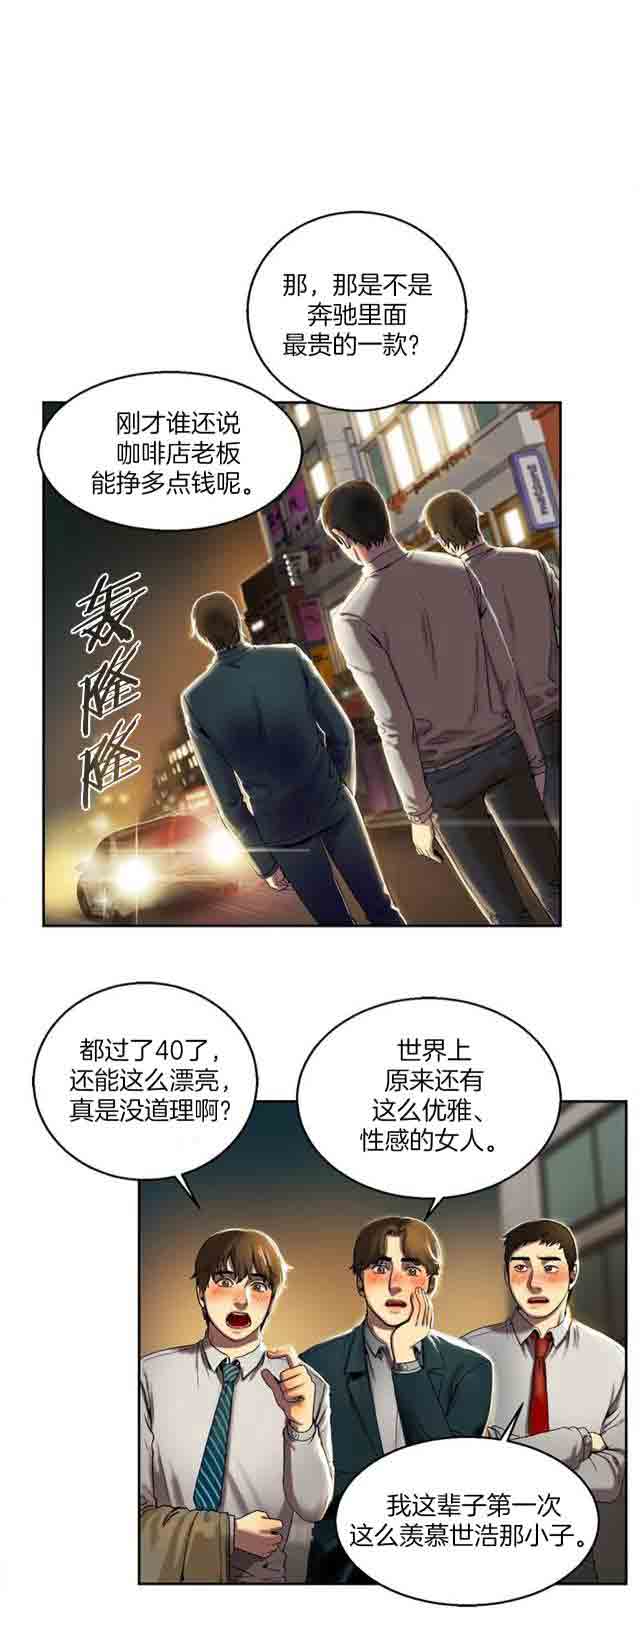 那，那是不是
奔驰里面
最贵的一款？
刚才谁还说
咖啡店老板
能挣多点钱呢。
轰
隆
隆
都过了40了，
还能这么漂亮，
真是没道理啊？
世界上
原来还有
这么优雅、
性感的女人。
我这辈子第一次
这么羡慕世浩那小子。